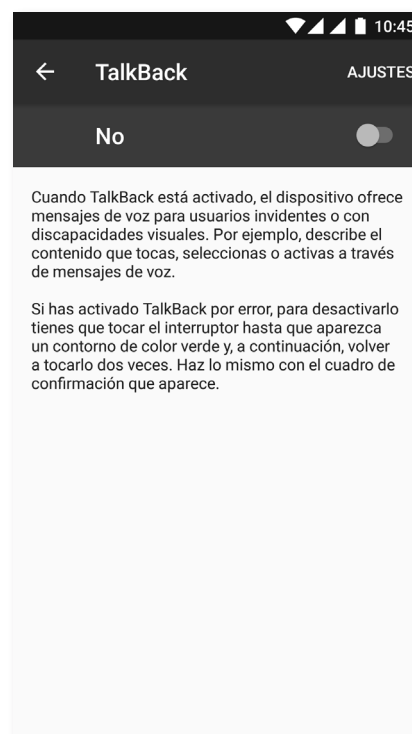 10:45
TalkBack
AJUSTES
No
Cuando TalkBack está activado, el dispositivo ofrece
mensajes de voz para usuarios invidentes o con
discapacidades visuales. Por ejemplo, describe el
contenido que tocas, seleccionas o activas a través
de mensajes de voz.
Si has activado TalkBack por error, para desactivarlo
tienes que tocar el interruptor hasta que aparezca
un contorno de color verde y, a continuación, volver
a tocarlo dos veces. Haz lo mismo con el cuadro de
confirmación que aparece.